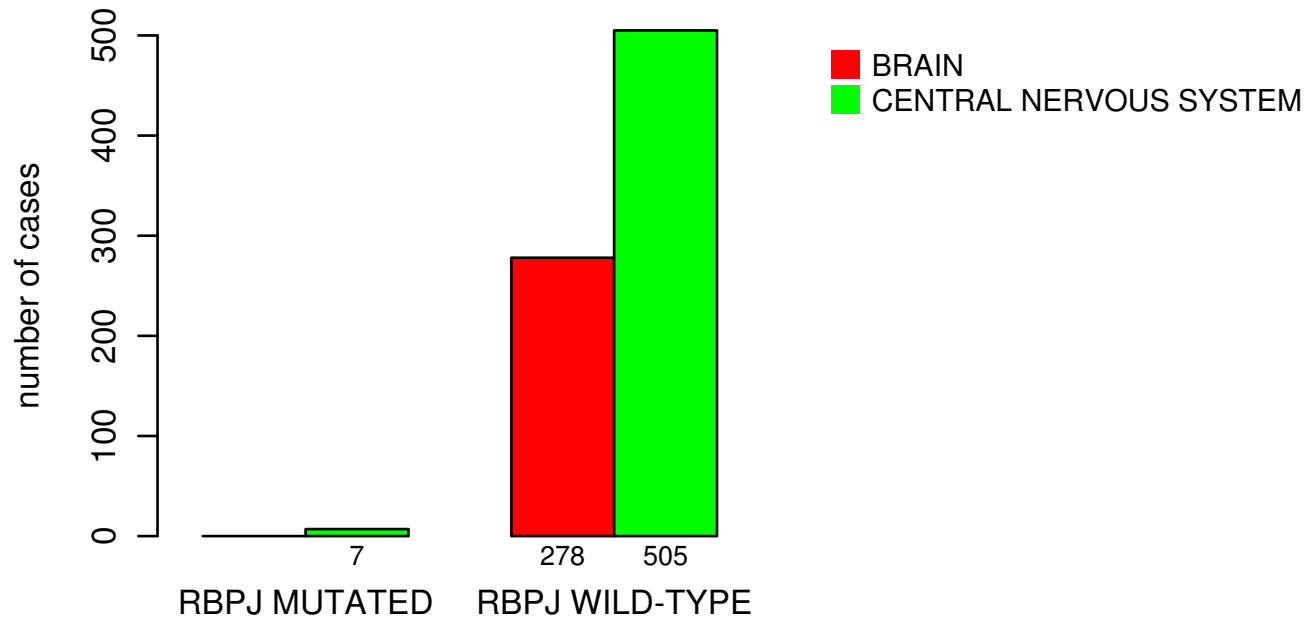 number of cases
500
400
300
200
100
0
7
278
505
RBPJ MUTATED
RBPJ WILD-TYPE
BRAIN
CENTRAL NERVOUS SYSTEM